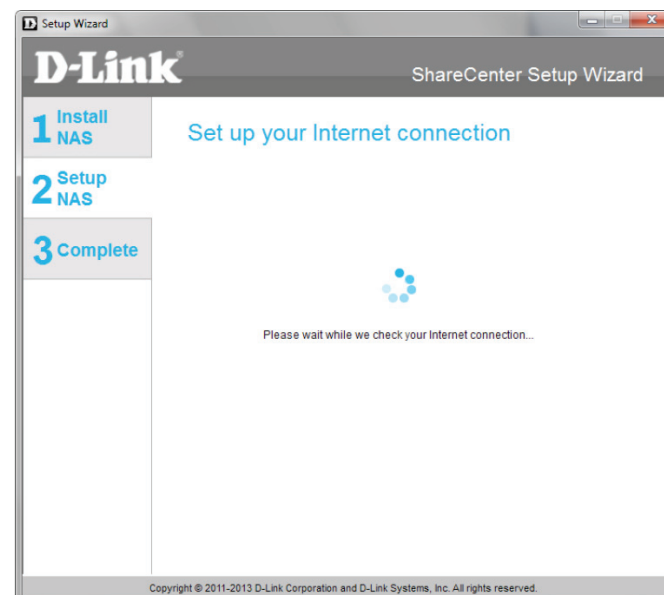 Setup Wizard
D-Link
ShareCenter Setup Wizard
1 Install
NAS
Set up your Internet connection
2 Setup
NAS
3 Complete
Please wait while we check your Internet connection...
Copyright © 2011-2013 D-Link Corporation and D-Link Systems, Inc. All rights reserved.